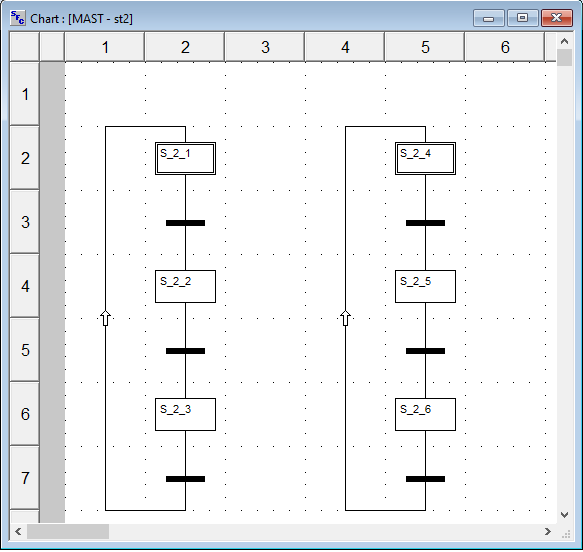 SFC Chart : [MAST - st2]
1 2 3 4 5 6
1
2 S_2_1 S_2_4
3
4 S_2_2 S_2_5
5
6 S_2_3 S_2_6
7